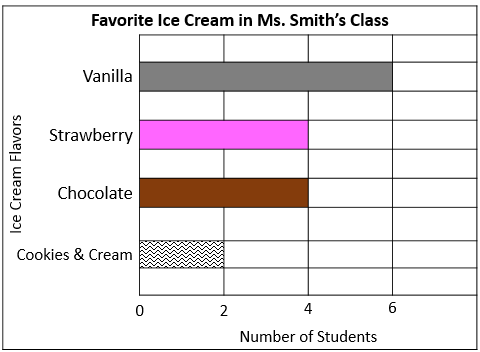 Favorite Ice Cream in Ms. Smith’s Class
Ice Cream Flavors
Vanilla
Strawberry
Chocolate
Cookies & Cream
0 2 4 6
Number of Students